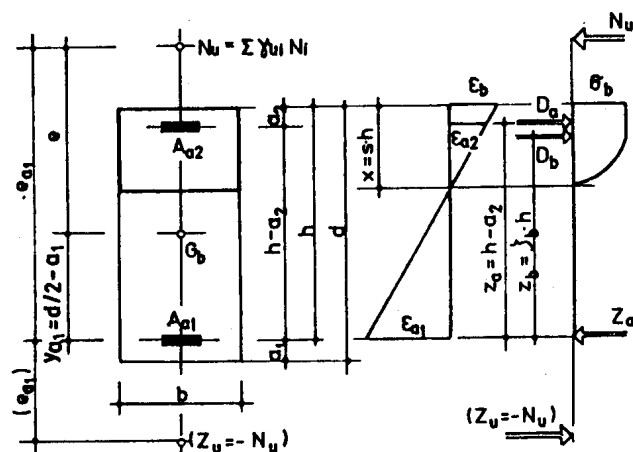 Nu = Σ γui Ni
Nu
εb
σb
a2
Aa2
εa2
Da
Db
x = s·h
e
ea1
h-a2
h
d
Gb
ya1 = d/2 - a1
za = h-a2
zb = ζb·h
Aa1
εa1
Za
a1
(ea1)
b
(Zu = -Nu)
(Zu = -Nu)